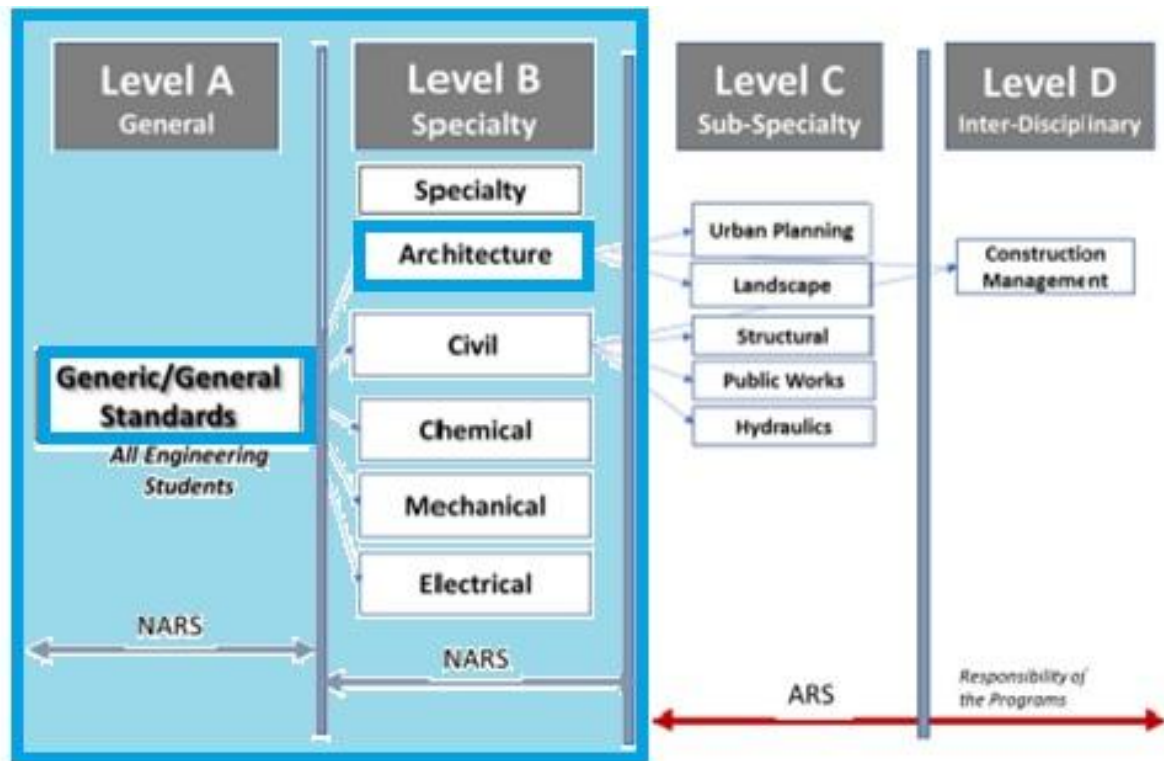 Level A
General
Level B
Specialty
Level C
Sub-Specialty
Level D
Inter-Disciplinary
Specialty
Architecture
Civil
Chemical
Mechanical
Electrical
Generic/General
Standards
All Engineering
Students
Urban Planning
Landscape
Structural
Public Works
Hydraulics
Construction
Management
NARS
NARS
ARS
Responsibility of
the Programs